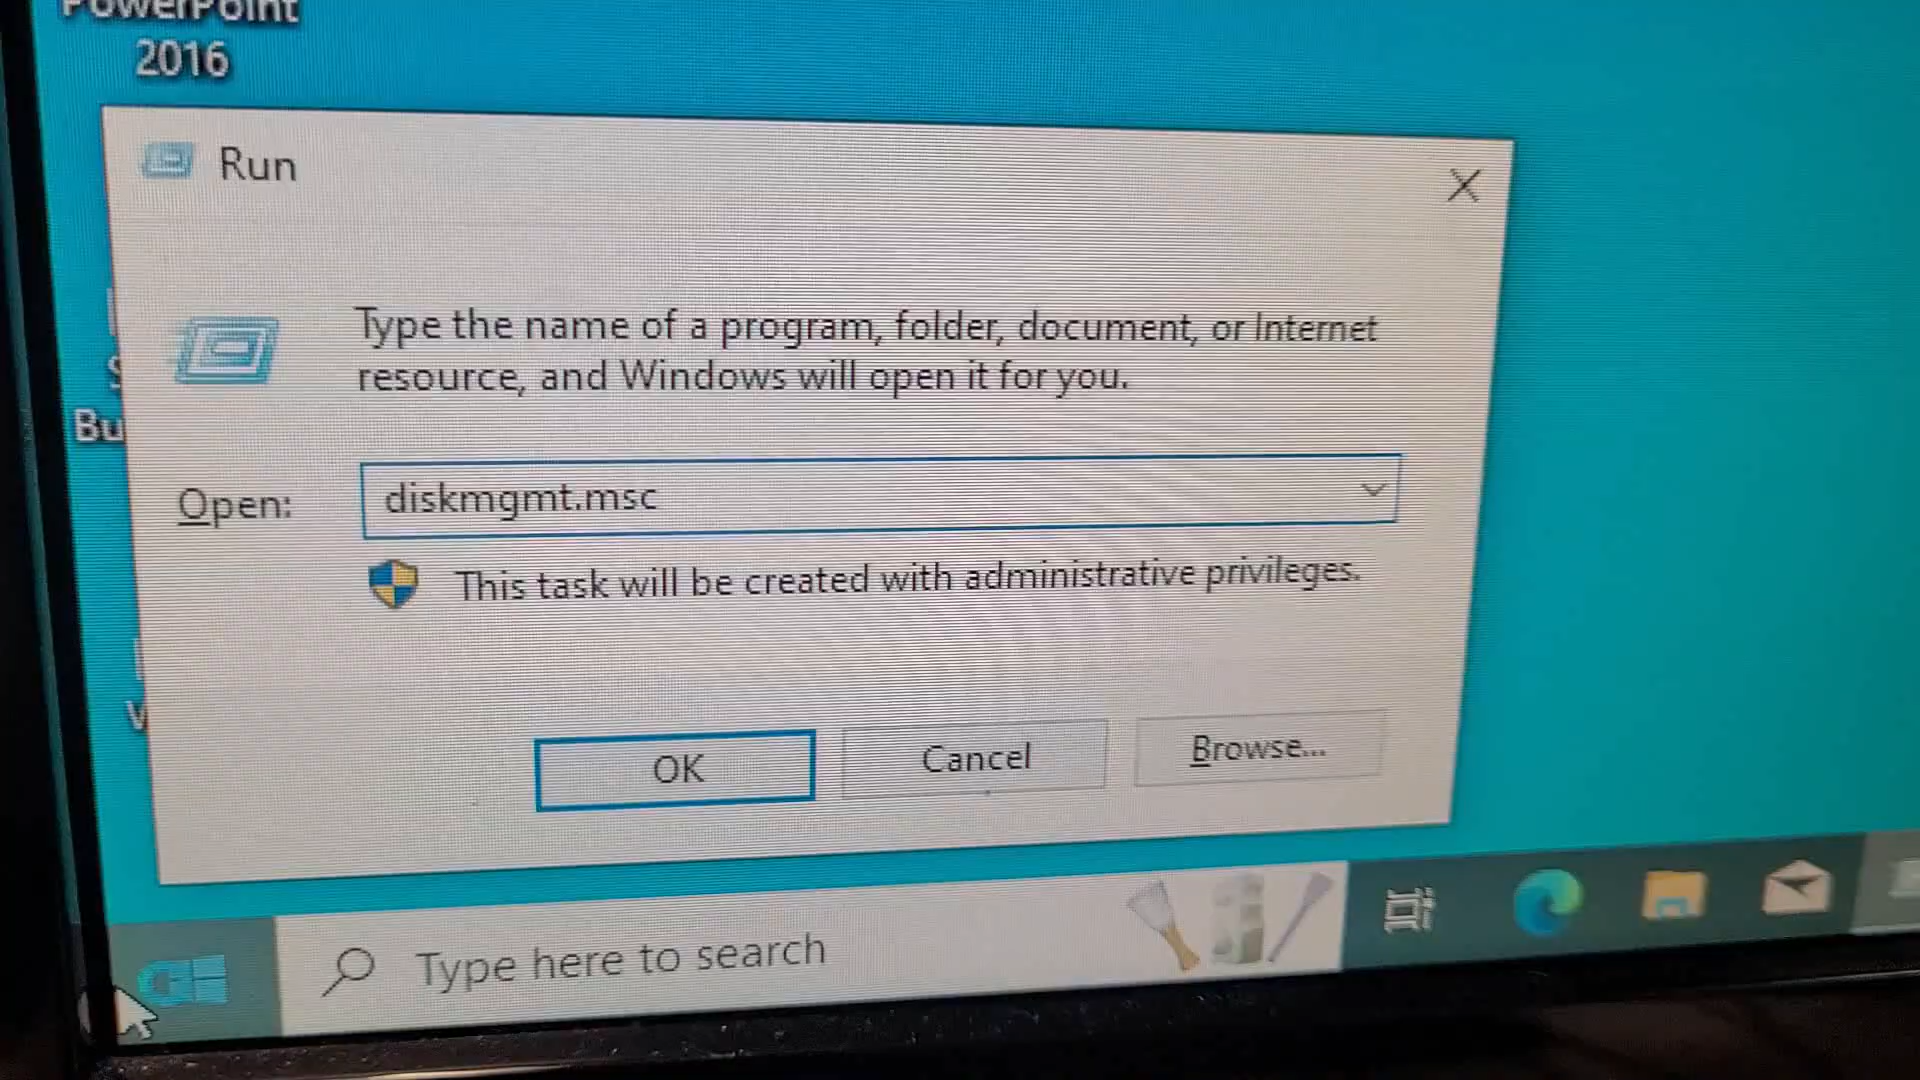 PowerPoint
2016
Run
Type the name of a program, folder, document, or Internet
resource, and Windows will open it for you.
Bu
Open:
diskmgmt.msc
This task will be created with administrative privileges.
OK
Cancel
Browse...
Type here to search